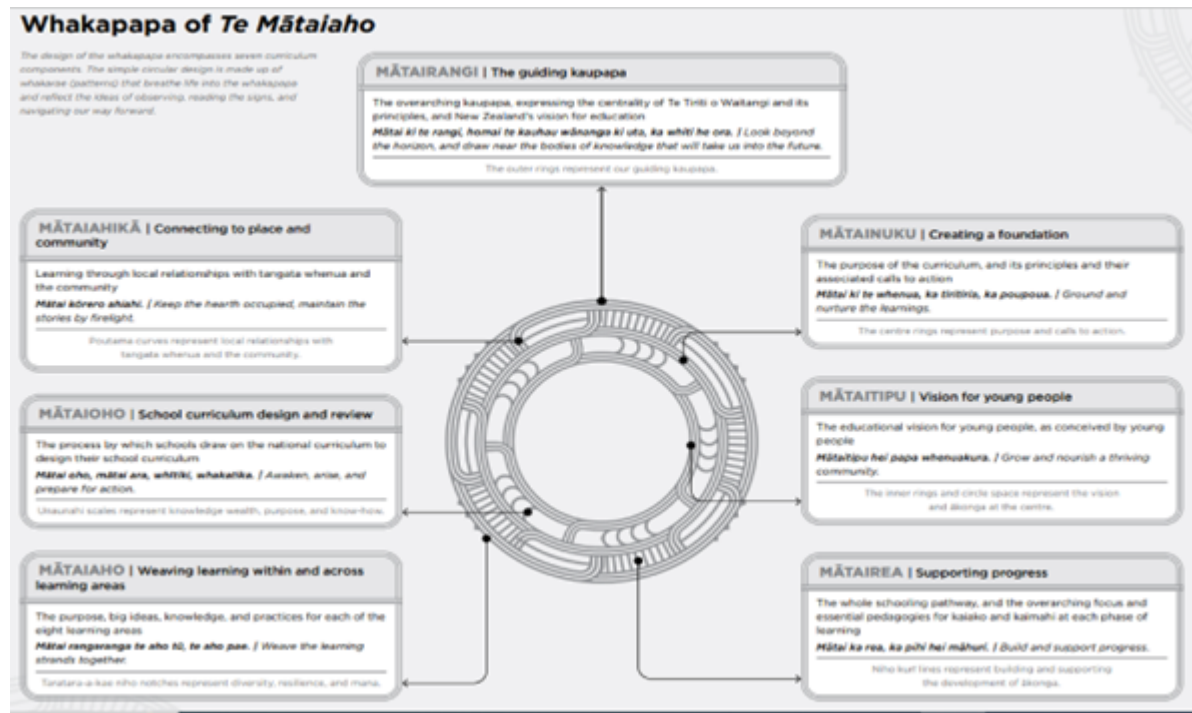 Whakapapa of Te Mātaiaho
The design of the whakapapa encompasses seven curriculum
components. The simple circular design is made up of
whakarae (patterns) that breathe life into the whakapapa
and reflect the ideas of observing, reading the signs, and
navigating our way forward.
MĀTAIRANGI | The guiding kaupapa
The overarching kaupapa, expressing the centrality of Te Tiriti o Waitangi and its
principles, and New Zealand's vision for education
Mātai ki te rangi, homai te kauhau wānanga ki uta, ka whiti he ora. | Look beyond
the horizon, and draw near the bodies of knowledge that will take us into the future.
The outer rings represent our guiding kaupapa.
MĀTAIAHIKĀ | Connecting to place and
community
Learning through local relationships with tangata whenua and
the community
Mātai kōrero ahiahi. | Keep the hearth occupied, maintain the
stories by firelight.
Poutama curves represent local relationships with
tangata whenua and the community.
MĀTAIOHO | School curriculum design and review
The process by which schools draw on the national curriculum to
design their school curriculum
Mātai oho, mātai ara, whītiki, whakatika. | Awaken, arise, and
prepare for action.
Unaunahi scales represent knowledge wealth, purpose, and know-how.
MĀTAIAHO | Weaving learning within and across
learning areas
The purpose, big ideas, knowledge, and practices for each of the
eight learning areas
Mātai rangaranga te aho tū, te aho pae. | Weave the learning
strands together.
Taratara-a-kae niho notches represent diversity, resilience, and mana.
MĀTAINUKU | Creating a foundation
The purpose of the curriculum, and its principles and their
associated calls to action
Mātai ki te whenua, ka tiritiria, ka poupoua. | Ground and
nurture the learnings.
The centre rings represent purpose and calls to action.
MĀTAITIPU | Vision for young people
The educational vision for young people, as conceived by young
people
Mātaitipu hei papa whenuakura. | Grow and nourish a thriving
community.
The inner rings and circle space represent the vision
and ākonga at the centre.
MĀTAIREA | Supporting progress
The whole schooling pathway, and the overarching focus and
essential pedagogies for kaiako and kaimahi at each phase of
learning
Mātai ka rea, ka pihi hei māhuri. | Build and support progress.
Niho kurī lines represent building and supporting
the development of ākonga.